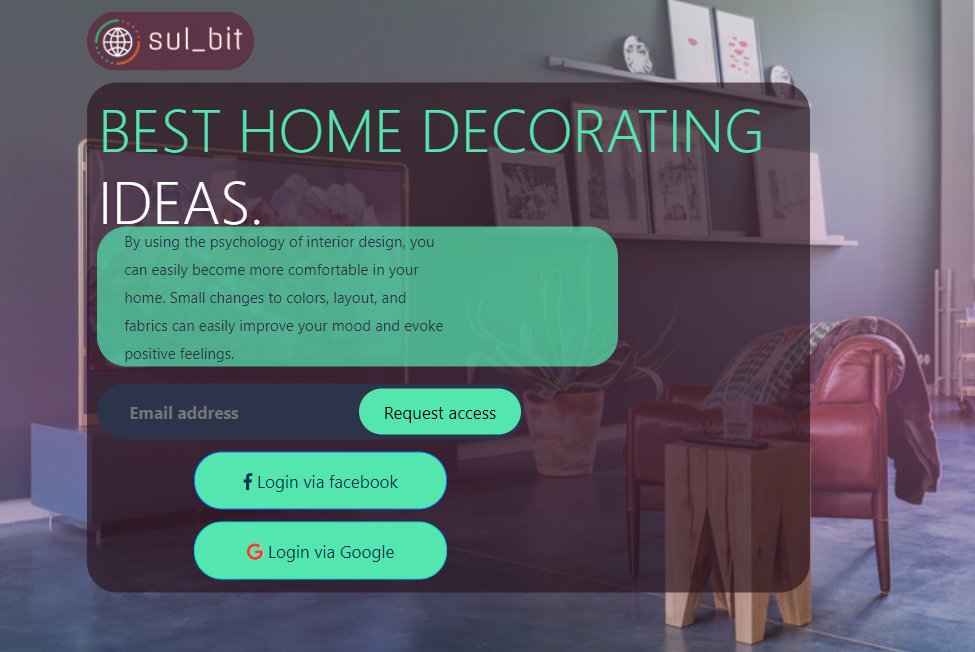 sul_bit
BEST HOME DECORATING
IDEAS.
By using the psychology of interior design, you
can easily become more comfortable in your
home. Small changes to colors, layout, and
fabrics can easily improve your mood and evoke
positive feelings.
Email address
Request access
Login via facebook
Login via Google